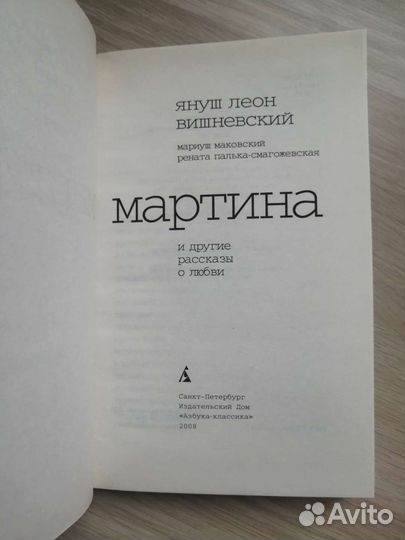 януш леон
вишневский
мариуш маковский
рената палька-смагожевская
мартина
и другие
рассказы
о любви
Санкт-Петербург
Издательский Дом
«Азбука-классика»
2008
Avito